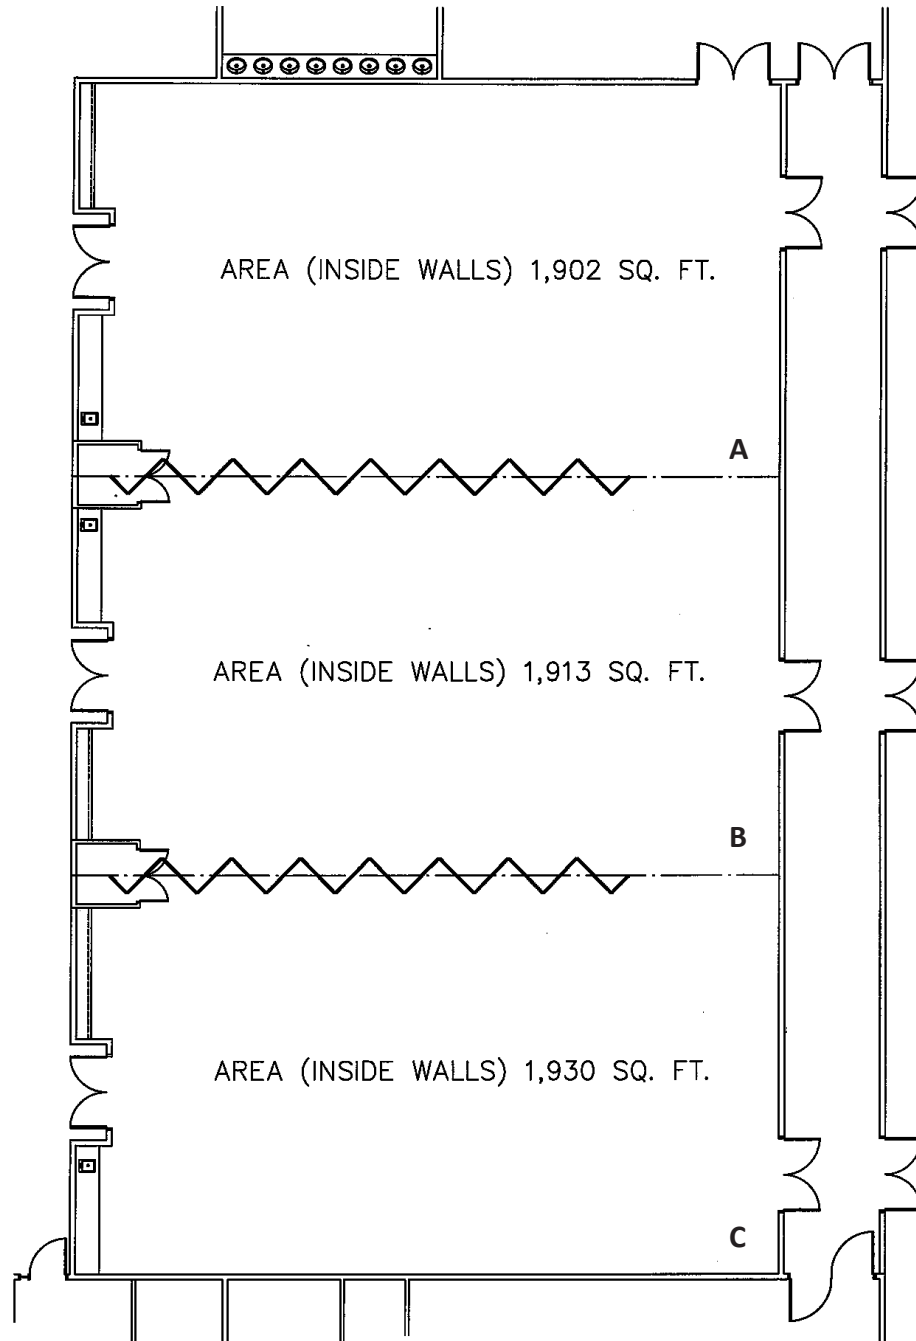 AREA (INSIDE WALLS) 1,902 SQ. FT.
A
AREA (INSIDE WALLS) 1,913 SQ. FT.
B
AREA (INSIDE WALLS) 1,930 SQ. FT.
C